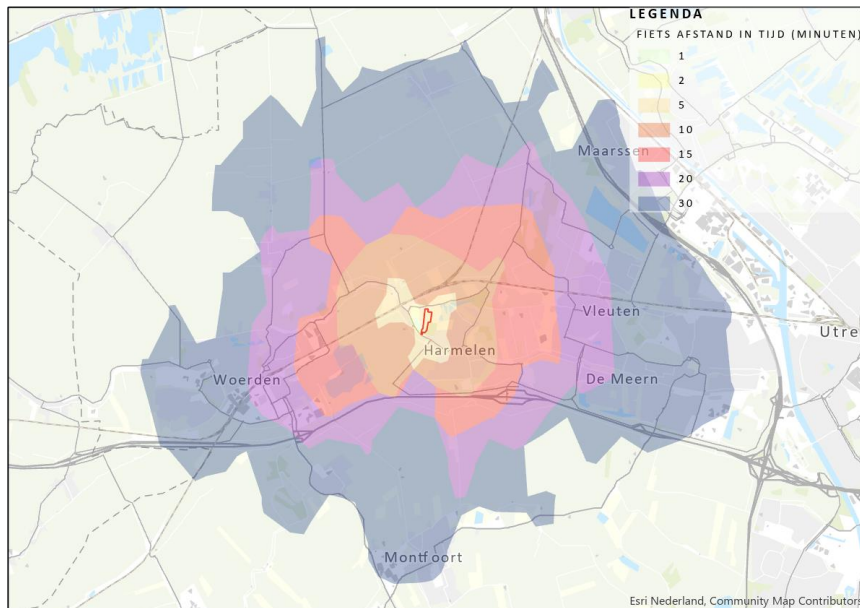 LEGENDA
FIETS AFSTAND IN TIJD (MINUTEN)
1
2
5
10
15
20
30
Maarssen
Vleuten
Utre
Harmelen
Woerden
De Meern
Montfoort
Esri Nederland, Community Map Contributors